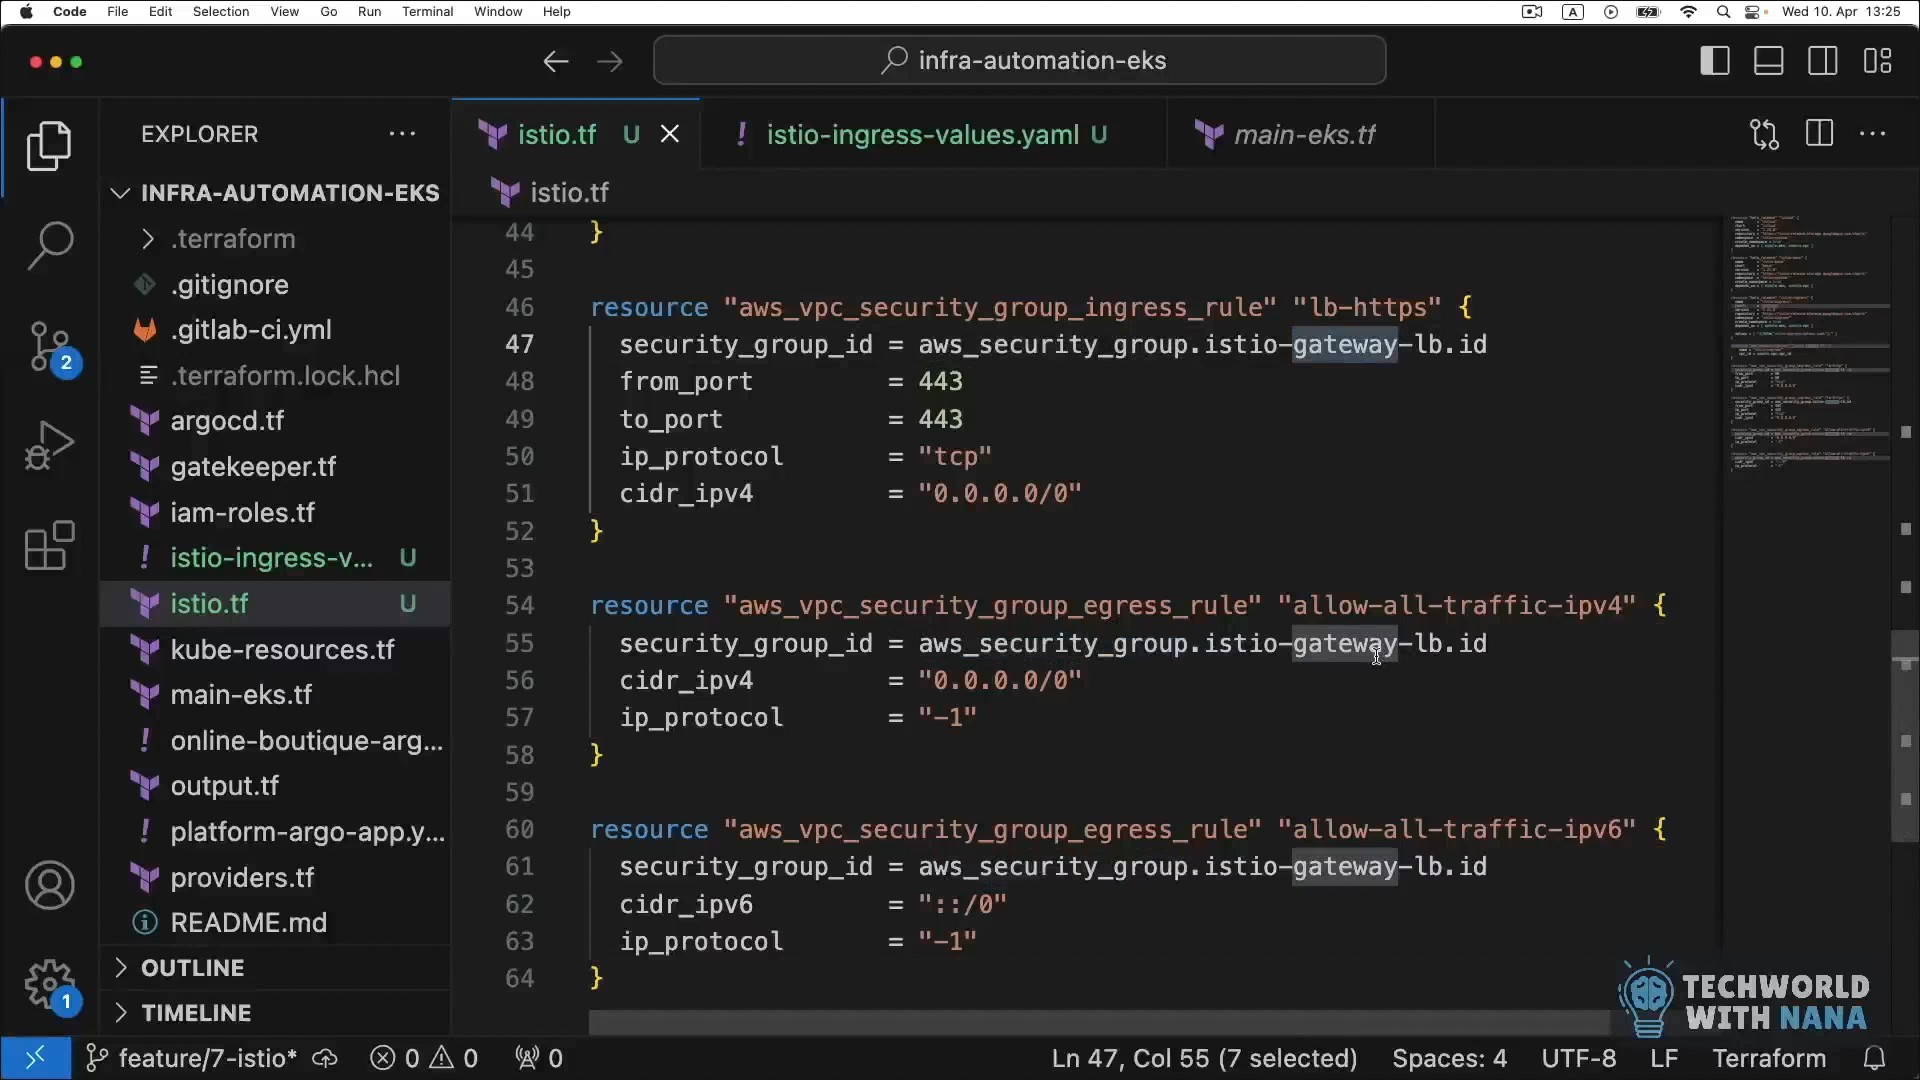 Code File Edit Selection View Go Run Terminal Window Help A Wed 10. Apr 13:25
infra-automation-eks
EXPLORER
INFRA-AUTOMATION-EKS
.terraform
.gitignore
.gitlab-ci.yml
.terraform.lock.hcl
argocd.tf
gatekeeper.tf
iam-roles.tf
! istio-ingress-v... U
istio.tf U
kube-resources.tf
main-eks.tf
! online-boutique-arg...
output.tf
! platform-argo-app.y...
providers.tf
README.md
OUTLINE
TIMELINE
2
1
istio.tf U
! istio-ingress-values.yaml U
main-eks.tf
istio.tf
44 }
45
46 resource "aws_vpc_security_group_ingress_rule" "lb-https" {
47 security_group_id = aws_security_group.istio-gateway-lb.id
48 from_port = 443
49 to_port = 443
50 ip_protocol = "tcp"
51 cidr_ipv4 = "0.0.0.0/0"
52 }
53
54 resource "aws_vpc_security_group_egress_rule" "allow-all-traffic-ipv4" {
55 security_group_id = aws_security_group.istio-gateway-lb.id
56 cidr_ipv4 = "0.0.0.0/0"
57 ip_protocol = "-1"
58 }
59
60 resource "aws_vpc_security_group_egress_rule" "allow-all-traffic-ipv6" {
61 security_group_id = aws_security_group.istio-gateway-lb.id
62 cidr_ipv6 = "::/0"
63 ip_protocol = "-1"
64 }
TECHWORLD
WITH NANA
feature/7-istio* 0 0 0 Ln 47, Col 55 (7 selected) Spaces: 4 UTF-8 LF Terraform